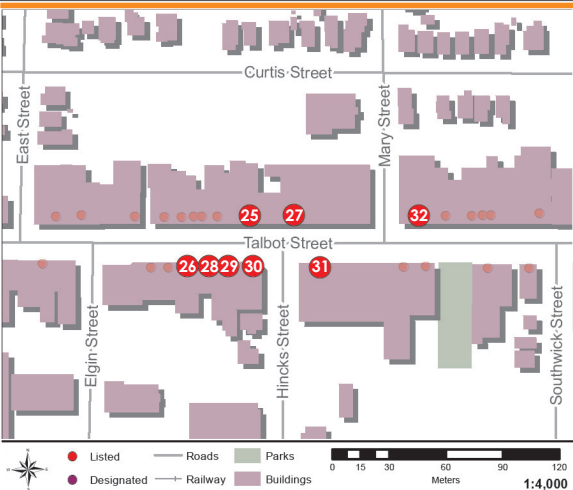 Curtis Street
East Street
Mary Street
25 27 32
Talbot Street
26 28 29 30 31
Elgin Street
Hincks Street
Southwick Street
N
W E
S
Listed Roads Parks
Designated Railway Buildings
0 15 30 60 90 120
Meters
1:4,000